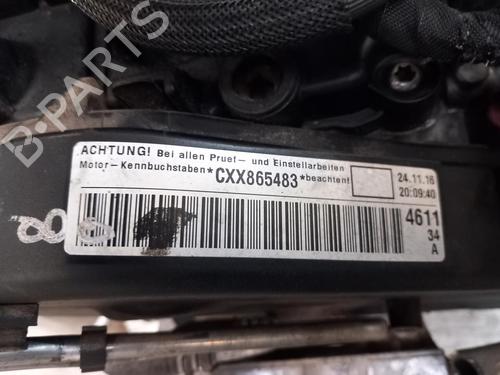 B-PARTS
ACHTUNG! Bei allen Pruef- und Einstellarbeiten
Motor-Kennbuchstaben*CXX865483*beachten!
24.11.16
20:09:40
4611
34
A